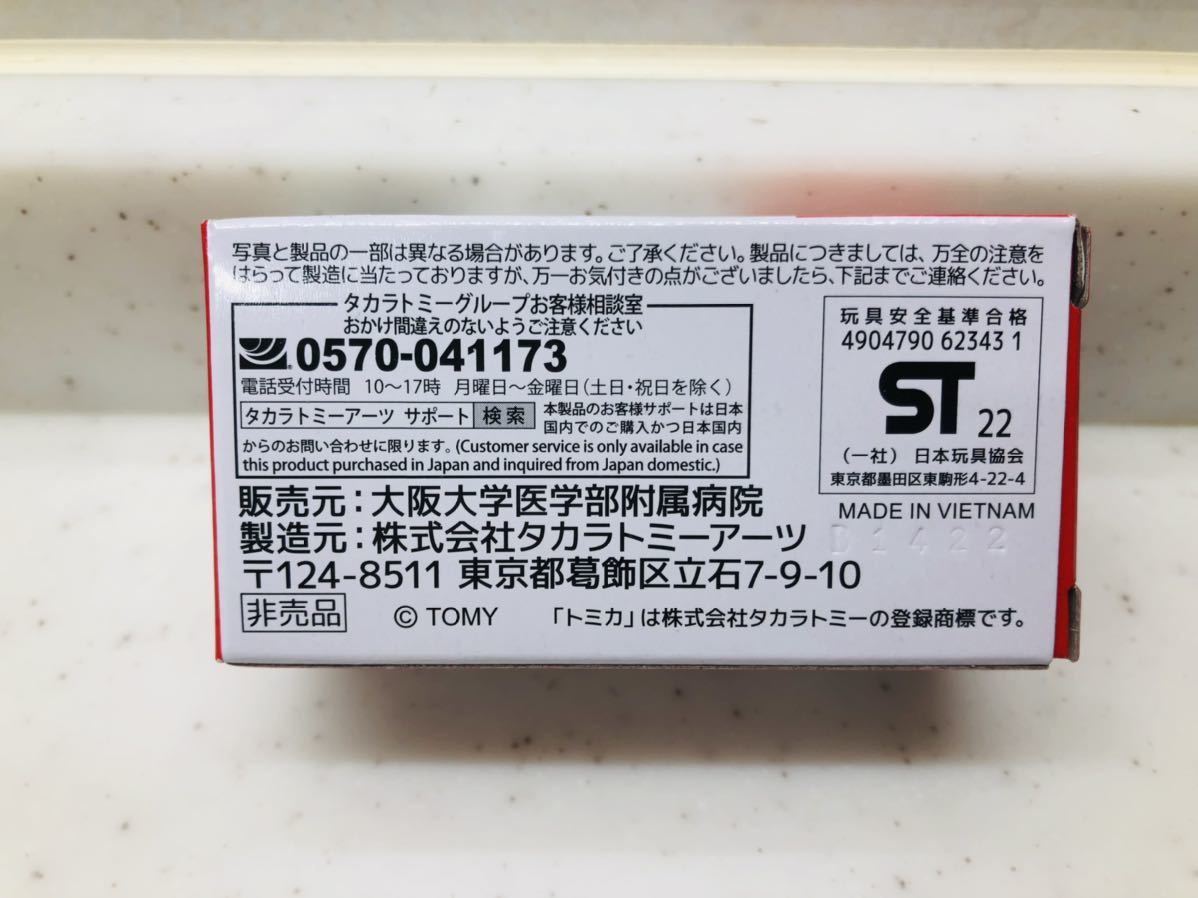 写真と製品の一部は異なる場合があります。ご了承ください。製品につきましては、万全の注意を
はらって製造に当たっておりますが、万一お気付きの点がございましたら、下記までご連絡ください。
タカラトミーグループお客様相談室
おかけ間違えのないようご注意ください
0570-041173
電話受付時間 10～17時 月曜日～金曜日(土日・祝日を除く)
タカラトミーアーツ サポート 検索
本製品のお客様サポートは日本
国内でのご購入かつ日本国内
からのお問い合わせに限ります。(Customer service is only available in case
this product purchased in Japan and inquired from Japan domestic.)
玩具安全基準合格
4904790 62343 1
ST 22
(一社) 日本玩具協会
東京都墨田区東駒形4-22-4
MADE IN VIETNAM
D1422
販売元:大阪大学医学部附属病院
製造元:株式会社タカラトミーアーツ
〒124-8511 東京都葛飾区立石7-9-10
非売品 © TOMY 「トミカ」は株式会社タカラトミーの登録商標です。